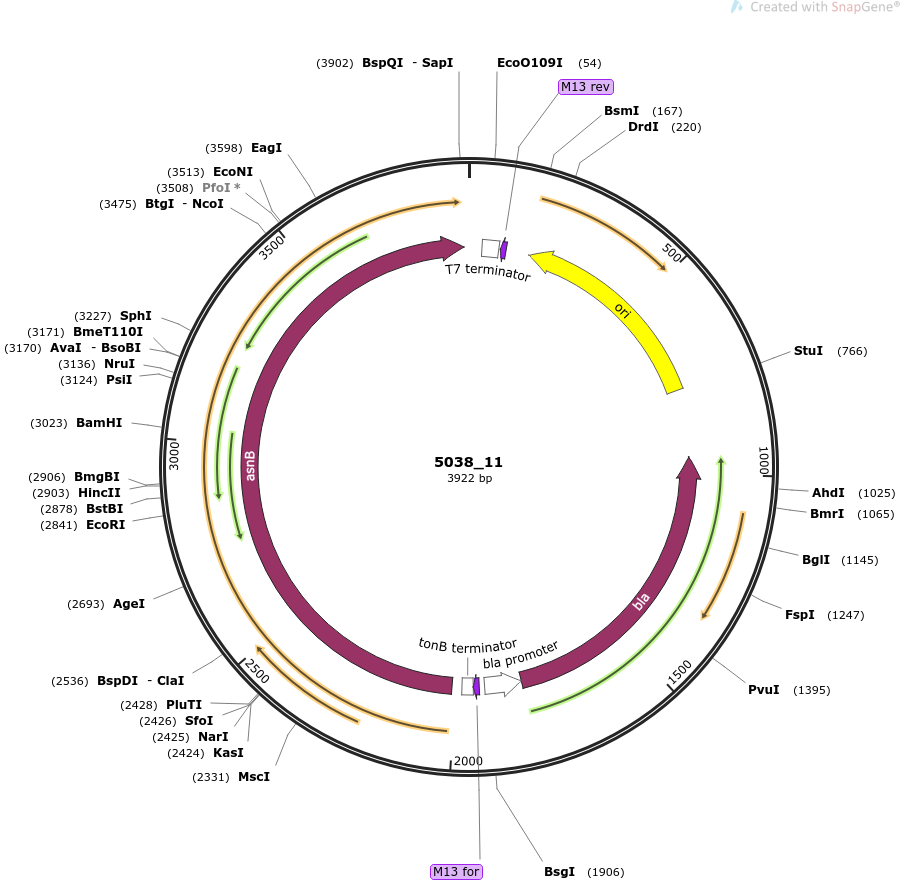 Created with SnapGene®
(3902) BspQI - SapI
EcoO109I (54)
M13 rev
BsmI (167)
DrdI (220)
(3598) EagI
(3513) EcoNI
(3508) PfoI *
(3475) BtgI - NcoI
3500
500
T7 terminator
ori
(3227) SphI
(3171) BmeT110I
(3170) AvaI - BsoBI
(3136) NruI
(3124) PsiI
StuI (766)
(3023) BamHI
3000
1000
asnB
5038_11
3922 bp
(2906) BmgBI
(2903) HincII
(2878) BstBI
(2841) EcoRI
AhdI (1025)
BmrI (1065)
BglI (1145)
(2693) AgeI
FspI (1247)
bla
tonB terminator
bla promoter
2500
1500
(2536) BspDI - ClaI
PvuI (1395)
(2428) PluTI
(2426) SfoI
(2425) NarI
(2424) KasI
(2331) MscI
2000
M13 for
BsgI (1906)